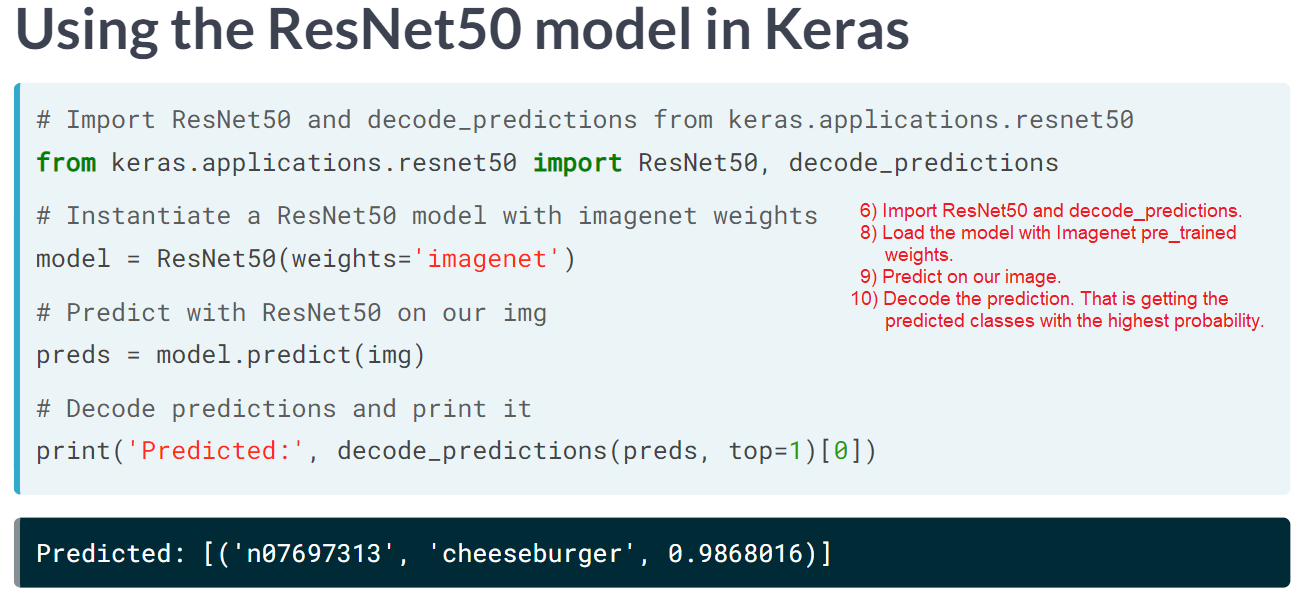 Using the ResNet50 model in Keras
# Import ResNet50 and decode_predictions from keras.applications.resnet50
from keras.applications.resnet50 import ResNet50, decode_predictions
# Instantiate a ResNet50 model with imagenet weights
model = ResNet50(weights='imagenet')
# Predict with ResNet50 on our img
preds = model.predict(img)
# Decode predictions and print it
print('Predicted:', decode_predictions(preds, top=1)[0])
6) Import ResNet50 and decode_predictions.
8) Load the model with Imagenet pre_trained
weights.
9) Predict on our image.
10) Decode the prediction. That is getting the
predicted classes with the highest probability.
Predicted: [('n07697313', 'cheeseburger', 0.9868016)]